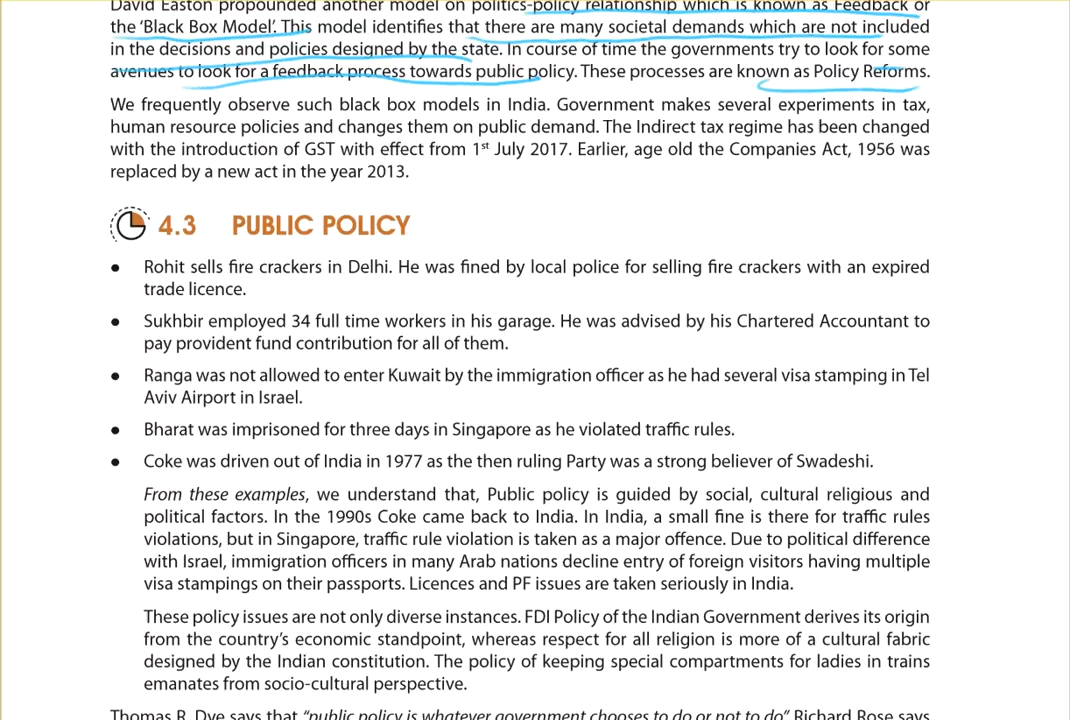 David Easton propounded another model on politics-policy relationship which is known as Feedback or
the ‘Black Box Model’. This model identifies that there are many societal demands which are not included
in the decisions and policies designed by the state. In course of time the governments try to look for some
avenues to look for a feedback process towards public policy. These processes are known as Policy Reforms.
We frequently observe such black box models in India. Government makes several experiments in tax,
human resource policies and changes them on public demand. The Indirect tax regime has been changed
with the introduction of GST with effect from 1st July 2017. Earlier, age old the Companies Act, 1956 was
replaced by a new act in the year 2013.
4.3 PUBLIC POLICY
● Rohit sells fire crackers in Delhi. He was fined by local police for selling fire crackers with an expired
trade licence.
● Sukhbir employed 34 full time workers in his garage. He was advised by his Chartered Accountant to
pay provident fund contribution for all of them.
● Ranga was not allowed to enter Kuwait by the immigration officer as he had several visa stamping in Tel
Aviv Airport in Israel.
● Bharat was imprisoned for three days in Singapore as he violated traffic rules.
● Coke was driven out of India in 1977 as the then ruling Party was a strong believer of Swadeshi.
From these examples, we understand that, Public policy is guided by social, cultural religious and
political factors. In the 1990s Coke came back to India. In India, a small fine is there for traffic rules
violations, but in Singapore, traffic rule violation is taken as a major offence. Due to political difference
with Israel, immigration officers in many Arab nations decline entry of foreign visitors having multiple
visa stampings on their passports. Licences and PF issues are taken seriously in India.
These policy issues are not only diverse instances. FDI Policy of the Indian Government derives its origin
from the country’s economic standpoint, whereas respect for all religion is more of a cultural fabric
designed by the Indian constitution. The policy of keeping special compartments for ladies in trains
emanates from socio-cultural perspective.
Thomas R. Dye says that “public policy is whatever government chooses to do or not to do” Richard Rose says